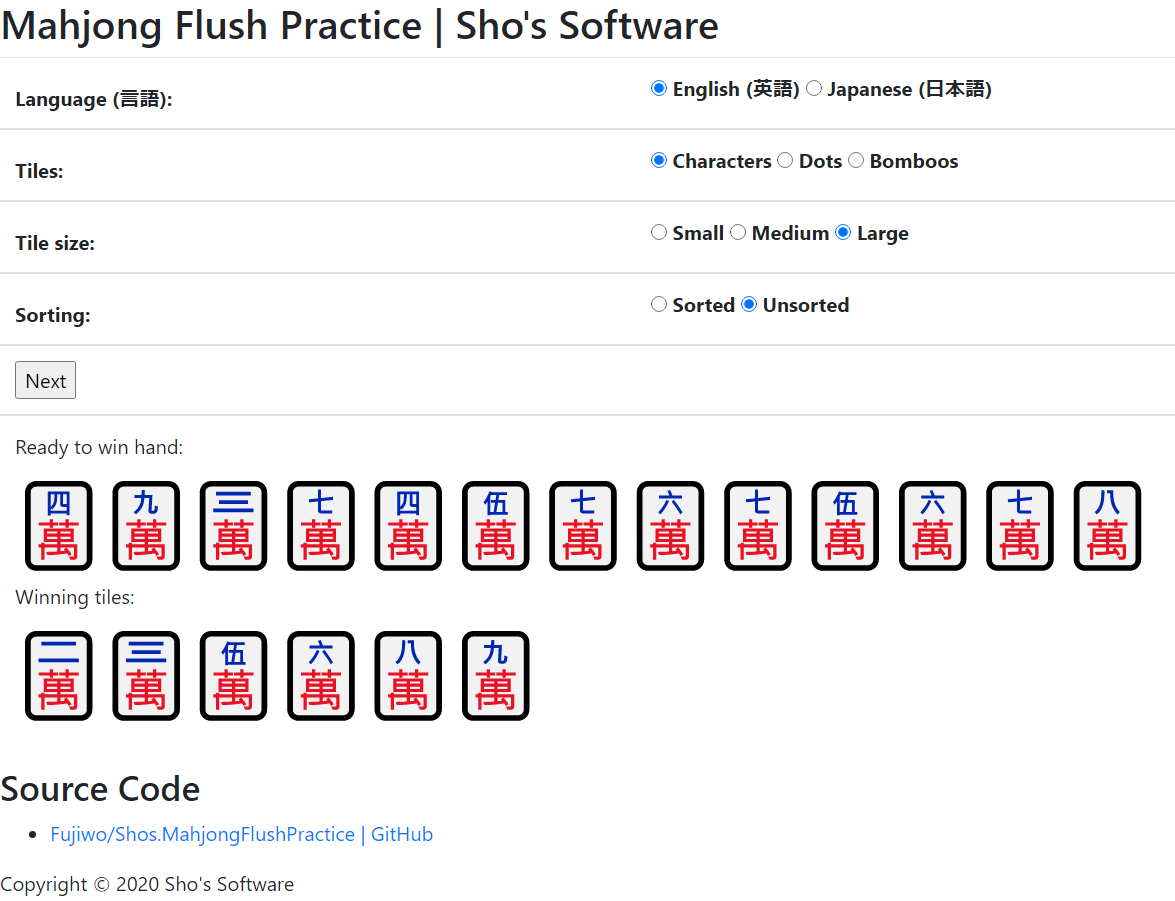 Mahjong Flush Practice | Sho's Software
Language (言語): English (英語) Japanese (日本語)
Tiles: Characters Dots Bomboos
Tile size: Small Medium Large
Sorting: Sorted Unsorted
Next
Ready to win hand:
四 九 三 七 四 伍 七 六 七 伍 六 七 八
萬 萬 萬 萬 萬 萬 萬 萬 萬 萬 萬 萬 萬
Winning tiles:
二 三 伍 六 八 九
萬 萬 萬 萬 萬 萬
Source Code
Fujiwo/Shos.MahjongFlushPractice | GitHub
Copyright © 2020 Sho's Software